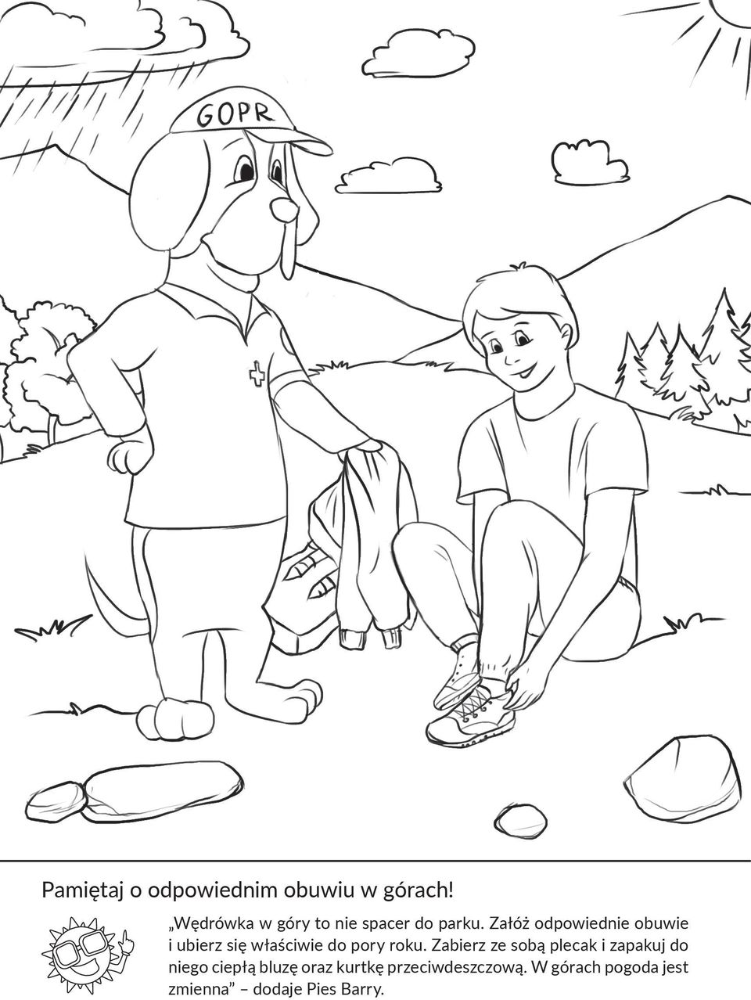 GOPR
Pamiętaj o odpowiednim obuwiu w górach!
„Wędrówka w góry to nie spacer do parku. Załóż odpowiednie obuwie
i ubierz się właściwie do pory roku. Zabierz ze sobą plecak i zapakuj do
niego ciepłą bluzę oraz kurtkę przeciwdeszczową. W górach pogoda jest
zmienna” – dodaje Pies Barry.